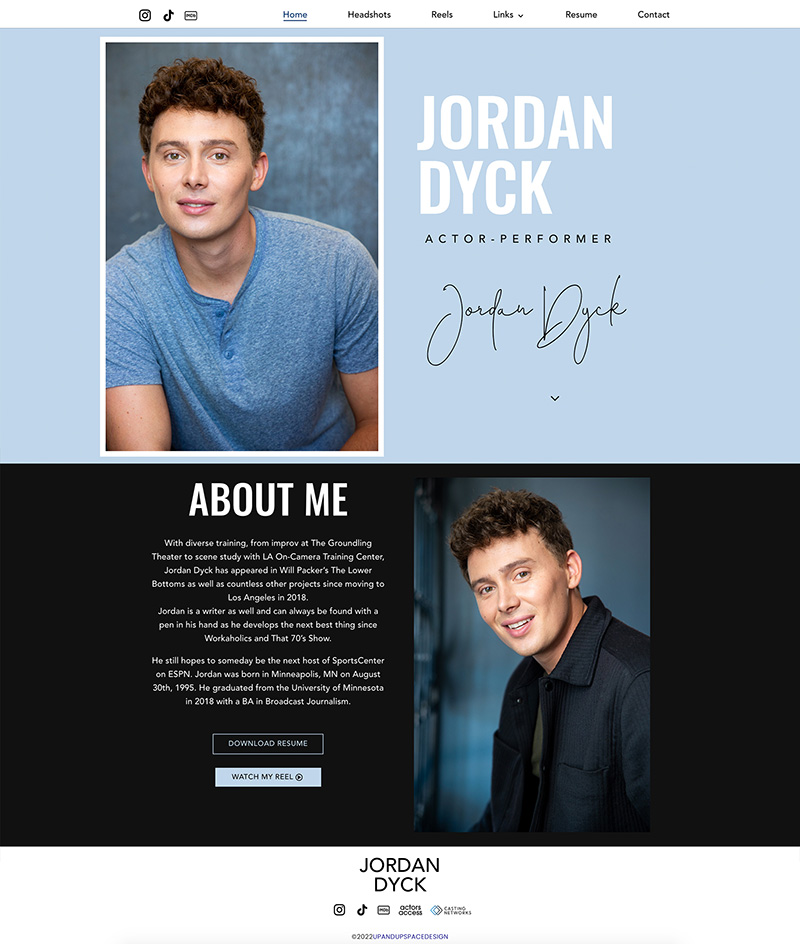 IMDb Home Headshots Reels Links Resume Contact
JORDAN
DYCK
ACTOR-PERFORMER
Jordan Dyck
ABOUT ME
With diverse training, from improv at The Groundling
Theater to scene study with LA On-Camera Training Center,
Jordan Dyck has appeared in Will Packer's The Lower
Bottoms as well as countless other projects since moving to
Los Angeles in 2018.
Jordan is a writer as well and can always be found with a
pen in his hand as he develops the next best thing since
Workaholics and That 70's Show.
He still hopes to someday be the next host of SportsCenter
on ESPN. Jordan was born in Minneapolis, MN on August
30th, 1995. He graduated from the University of Minnesota
in 2018 with a BA in Broadcast Journalism.
DOWNLOAD RESUME
WATCH MY REEL
JORDAN
DYCK
IMDb actors access CASTING NETWORKS
©2022UPANDUPSPACEDESIGN